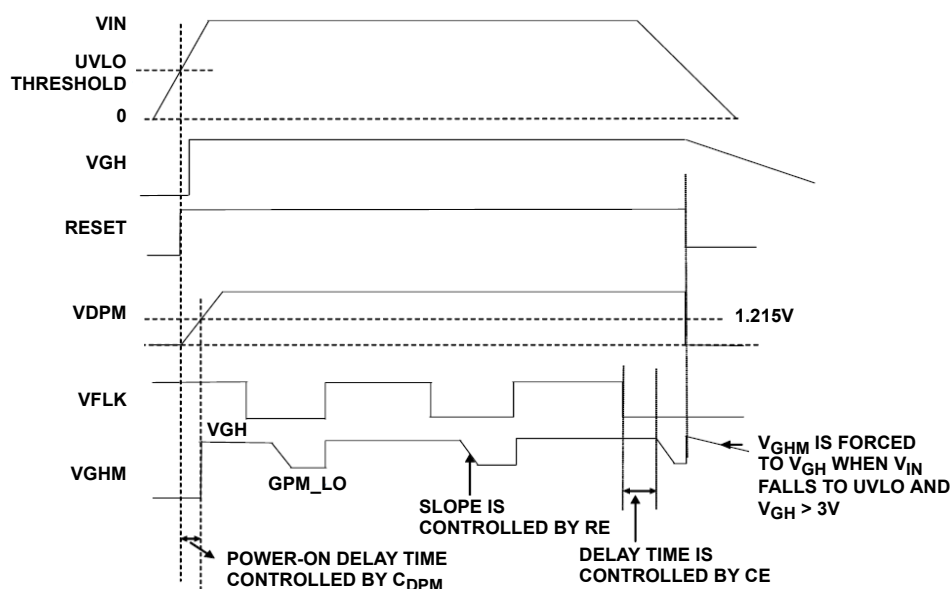 VIN
UVLO
THRESHOLD
0
VGH
RESET
VDPM
1.215V
VFLK
VGH
VGHM
GPM_LO
SLOPE IS
CONTROLLED BY RE
VGHM IS FORCED
TO VGH WHEN VIN
FALLS TO UVLO AND
VGH > 3V
POWER-ON DELAY TIME
CONTROLLED BY CDPM
DELAY TIME IS
CONTROLLED BY CE